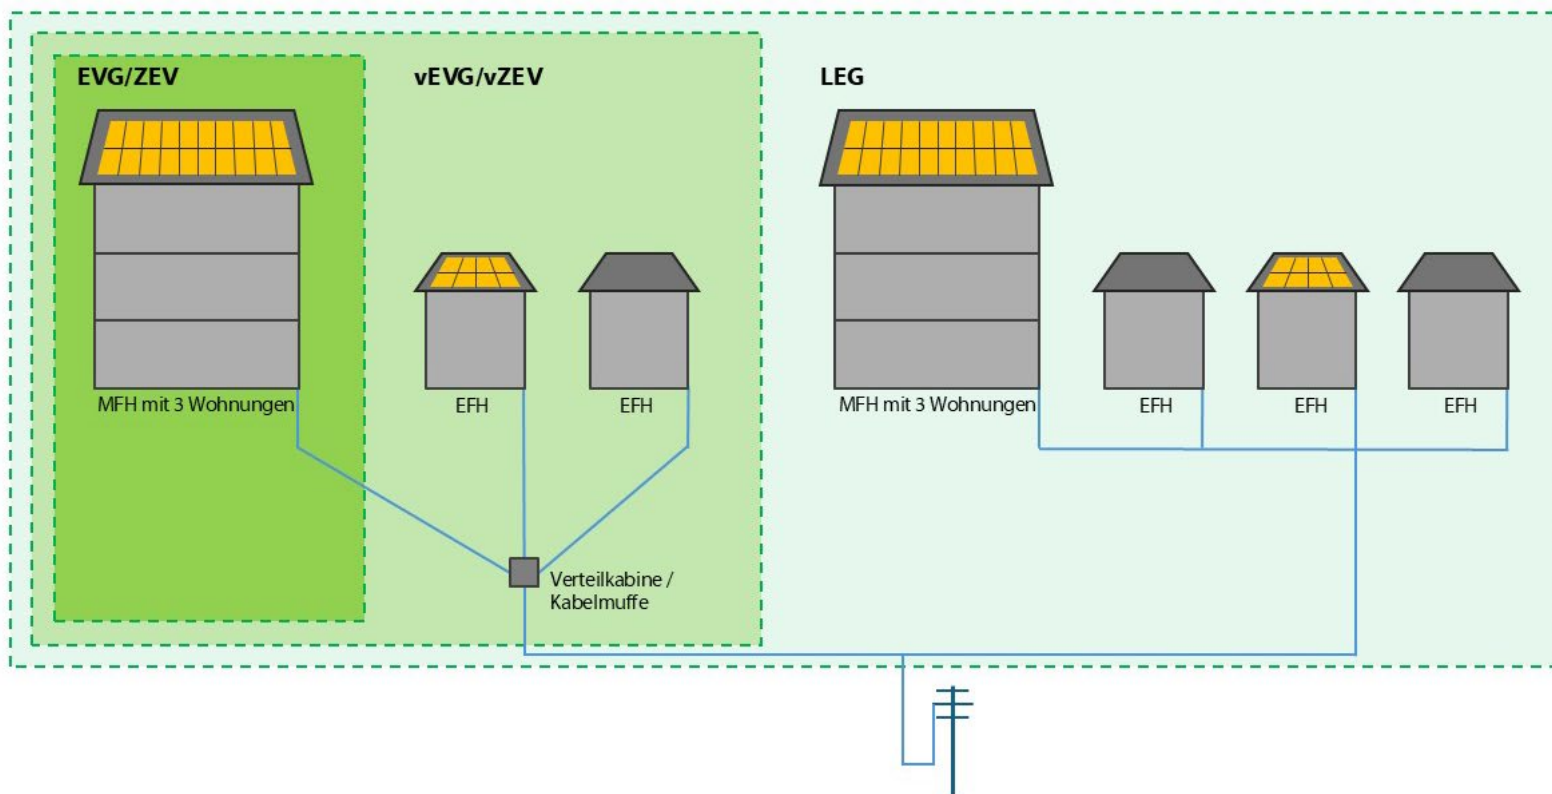 EVG/ZEV
vEVG/vZEV
LEG
MFH mit 3 Wohnungen
EFH
EFH
MFH mit 3 Wohnungen
EFH
EFH
EFH
Verteilkabine /
Kabelmuffe